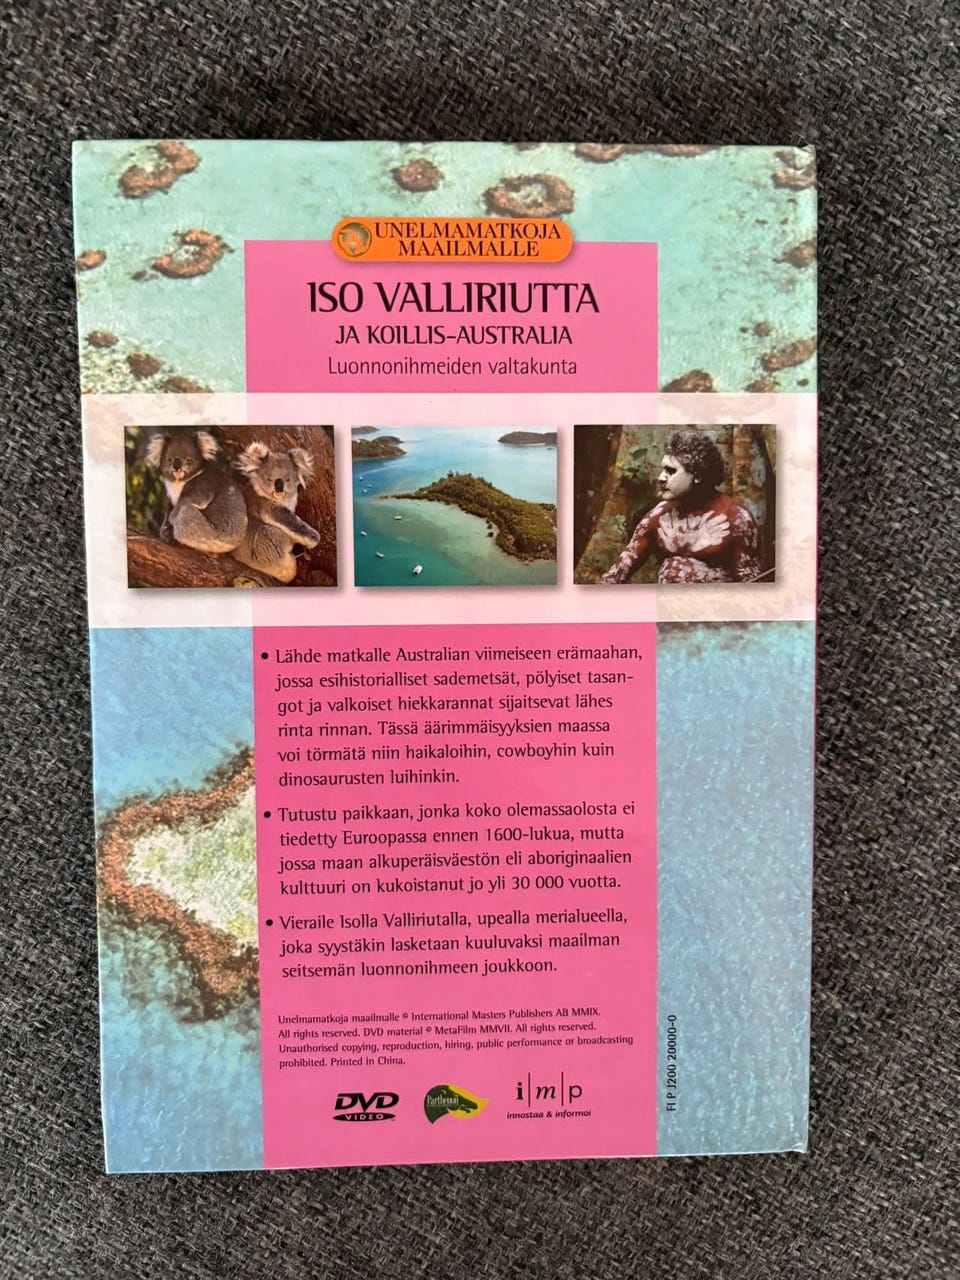 UNELMAMATKOJA
MAAILMALLE
ISO VALLIRIUTTA
JA KOILLIS-AUSTRALIA
Luonnonihmeiden valtakunta
• Lähde matkalle Australian viimeiseen erämaahan,
jossa esihistorialliset sademetsät, pölyiset tasan-
got ja valkoiset hiekkarannat sijaitsevat lähes
rinta rinnan. Tässä äärimmäisyyksien maassa
voi törmätä niin haikaloihin, cowboyhin kuin
dinosaurusten luihinkin.
• Tutustu paikkaan, jonka koko olemassaolosta ei
tiedetty Euroopassa ennen 1600-lukua, mutta
jossa maan alkuperäisväestön eli aboriginaalien
kulttuuri on kukoistanut jo yli 30 000 vuotta.
• Vieraile Isolla Valliriutalla, upealla merialueella,
joka syystäkin lasketaan kuuluvaksi maailman
seitsemän luonnonihmeen joukkoon.
Unelmamatkoja maailmalle © International Masters Publishers AB MMIX.
All rights reserved. DVD material © MetaFilm MMVII. All rights reserved.
Unauthorised copying, reproduction, hiring, public performance or broadcasting
prohibited. Printed in China.
DVD
VIDEO
Parthenon
i|m|p
innostaa & informoi
FI P J200 20000-0